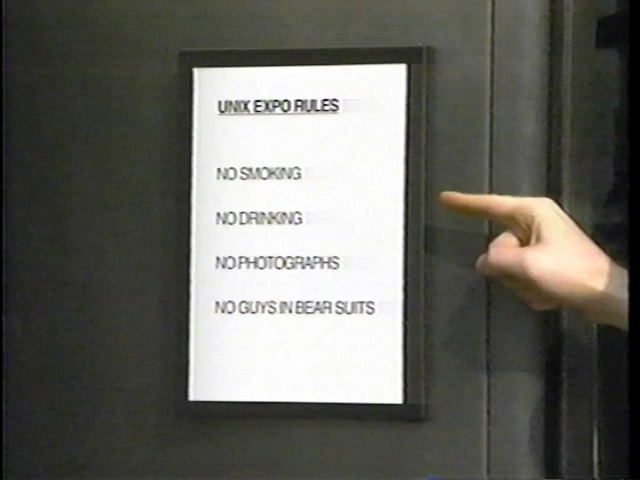 UNIX EXPO RULES
NO SMOKING
NO DRINKING
NO PHOTOGRAPHS
NO GUYS IN BEAR SUITS